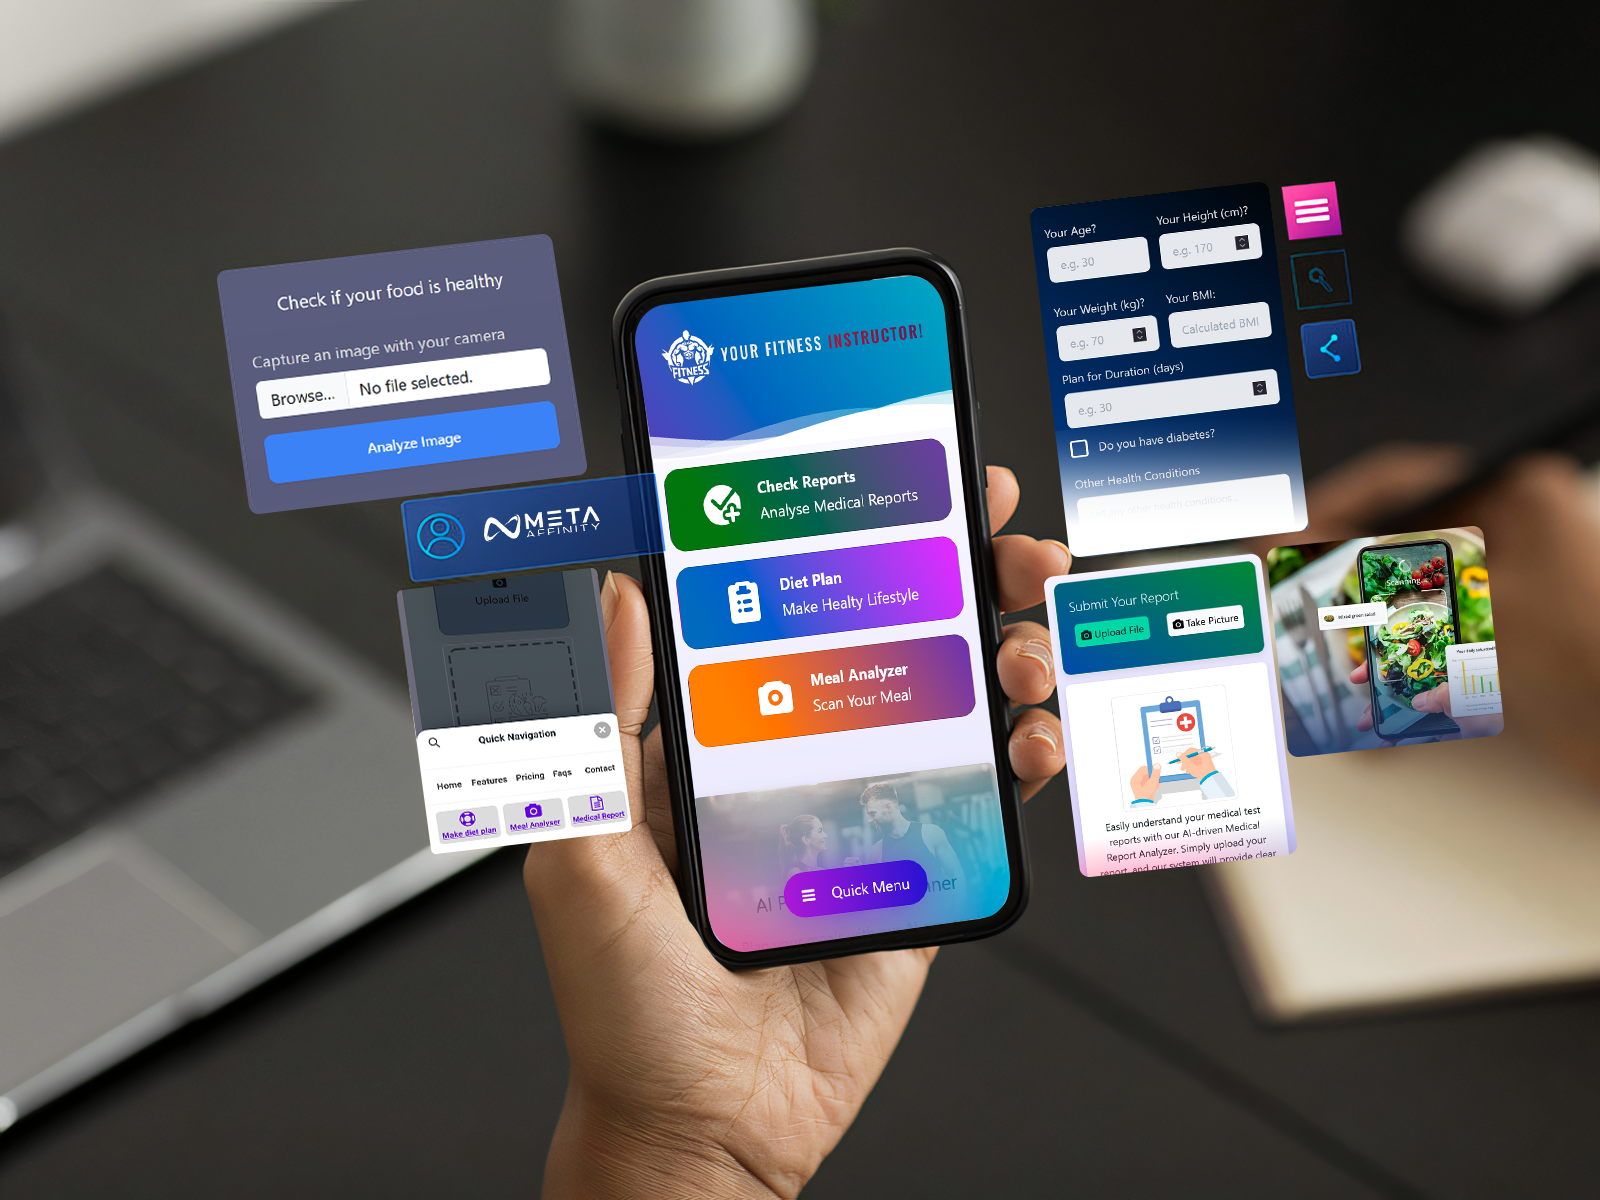 Check if your food is healthy
Capture an image with your camera
Browse... No file selected.
Analyze Image
META
AFFINITY
Upload File
Quick Navigation
Home Features Pricing Faqs Contact
Make diet plan Meal Analyser Medical Report
FITNESS
YOUR FITNESS INSTRUCTOR!
Check Reports
Analyse Medical Reports
Diet Plan
Make Healty Lifestyle
Meal Analyzer
Scan Your Meal
AI
Quick Menu
Your Age? Your Height (cm)?
e.g. 30 e.g. 170
Your Weight (kg)? Your BMI:
e.g. 70 Calculated BMI
Plan for Duration (days)
e.g. 30
Do you have diabetes?
Other Health Conditions
any other health conditions...
Submit Your Report
Upload File Take Picture
Easily understand your medical test
reports with our AI-driven Medical
Report Analyzer. Simply upload your
report, and our system will provide clear
Scanning...
Mixed green salad